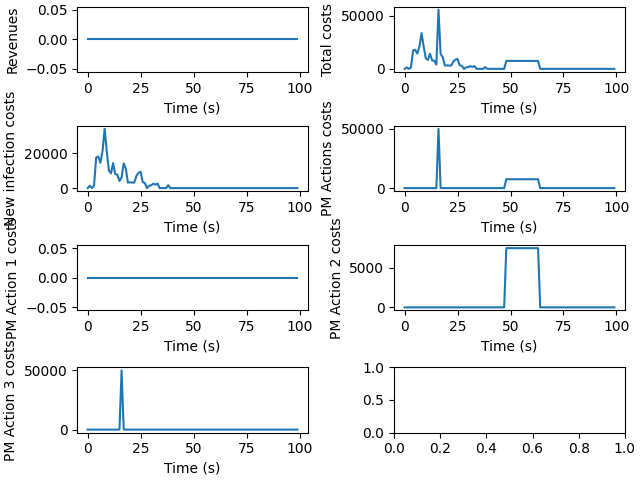 Revenues
0.05
0.00
−0.05
0 25 50 75 100
Time (s)
Total costs
50000
0
0 25 50 75 100
Time (s)
New infection costs
20000
0
0 25 50 75 100
Time (s)
PM Actions costs
50000
0
0 25 50 75 100
Time (s)
PM Action 1 costs
0.05
0.00
−0.05
0 25 50 75 100
Time (s)
PM Action 2 costs
5000
0
0 25 50 75 100
Time (s)
PM Action 3 costs
50000
0
0 25 50 75 100
Time (s)
1.0
0.5
0.0
0.0 0.2 0.4 0.6 0.8 1.0